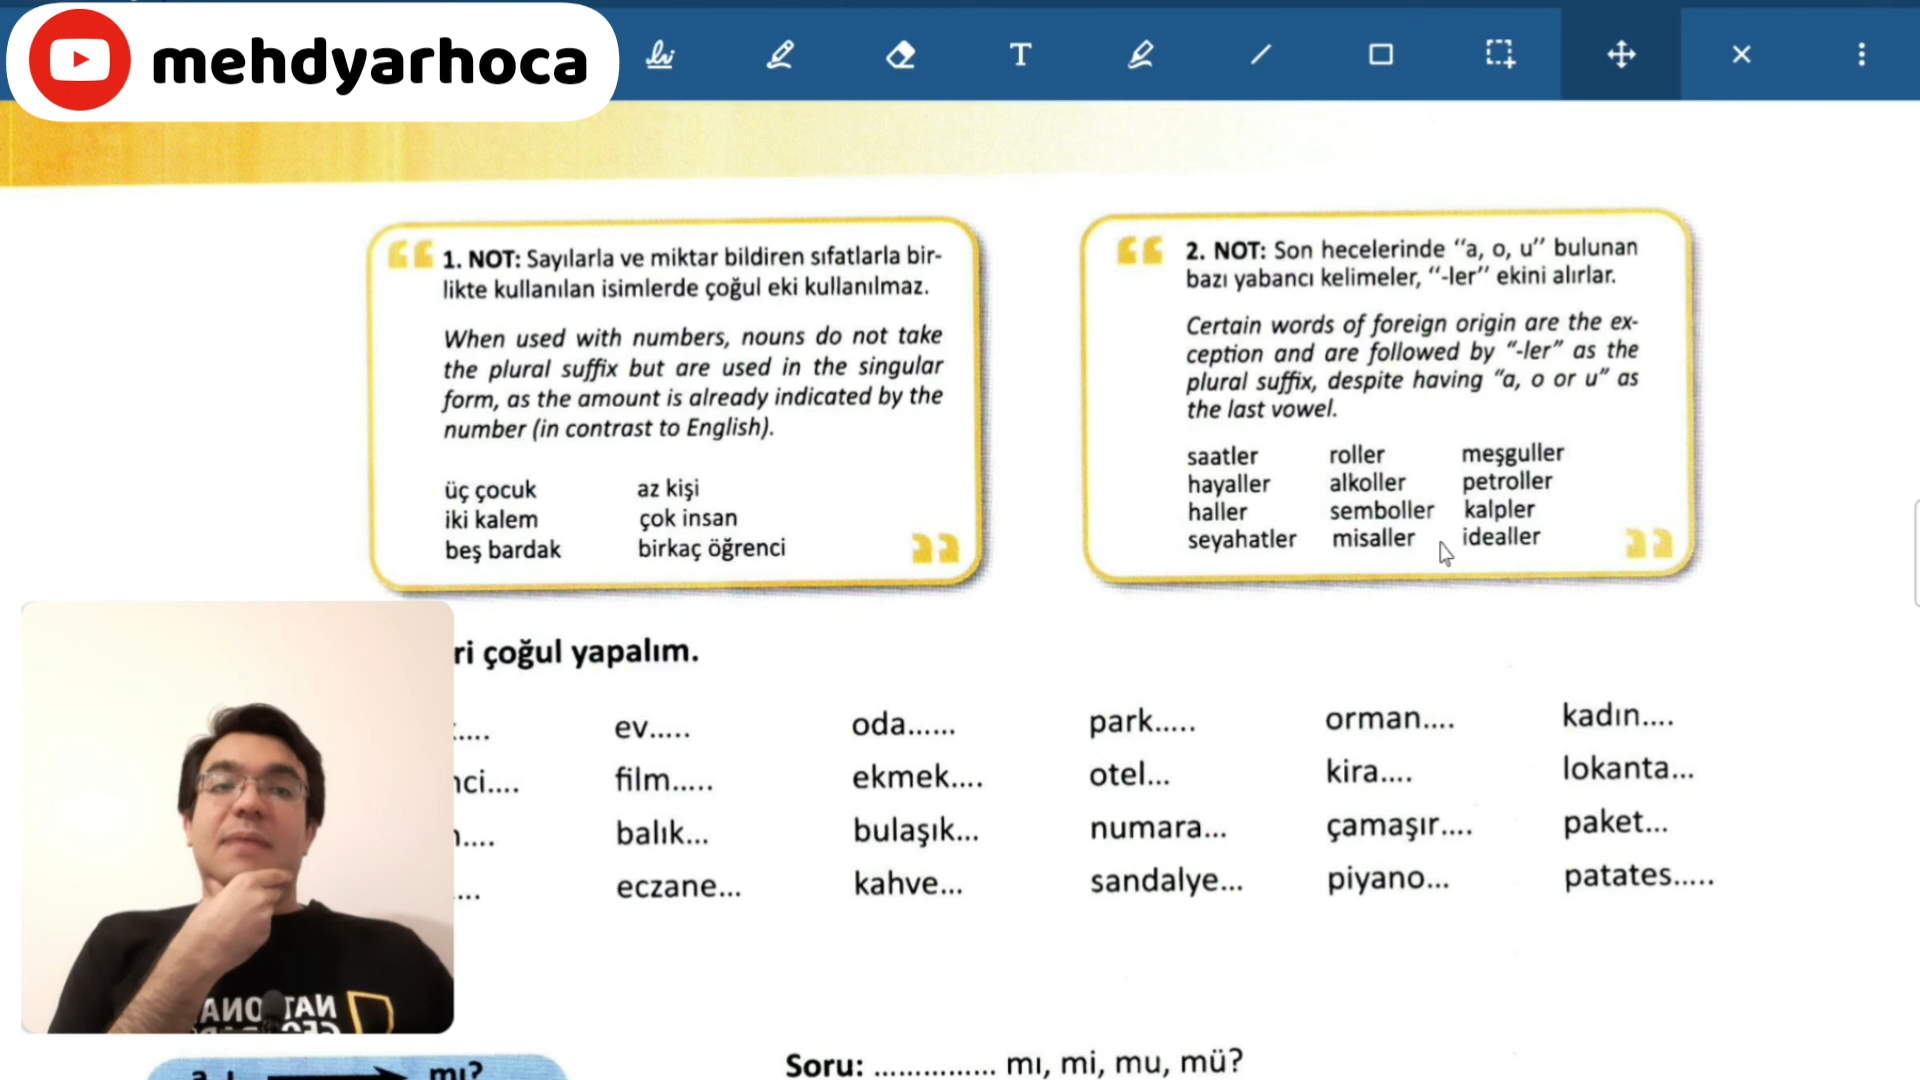 mehdyarhoca
T
1. NOT: Sayılarla ve miktar bildiren sıfatlarla bir-
likte kullanılan isimlerde çoğul eki kullanılmaz.
When used with numbers, nouns do not take
the plural suffix but are used in the singular
form, as the amount is already indicated by the
number (in contrast to English).
üç çocuk az kişi
iki kalem çok insan
beş bardak birkaç öğrenci
2. NOT: Son hecelerinde “a, o, u” bulunan
bazı yabancı kelimeler, “-ler” ekini alırlar.
Certain words of foreign origin are the ex-
ception and are followed by “-ler” as the
plural suffix, despite having “a, o or u” as
the last vowel.
saatler roller meşguller
hayaller alkoller petroller
haller semboller kalpler
seyahatler misaller idealler
ri çoğul yapalım.
.... ev..... oda...... park..... orman.... kadın....
nci.... film..... ekmek.... otel... kira.... lokanta...
.... balık... bulaşık... numara... çamaşır.... paket...
... eczane... kahve... sandalye... piyano... patates.....
NATIONAL
Soru: ............... mı, mi, mu, mü?
mı?